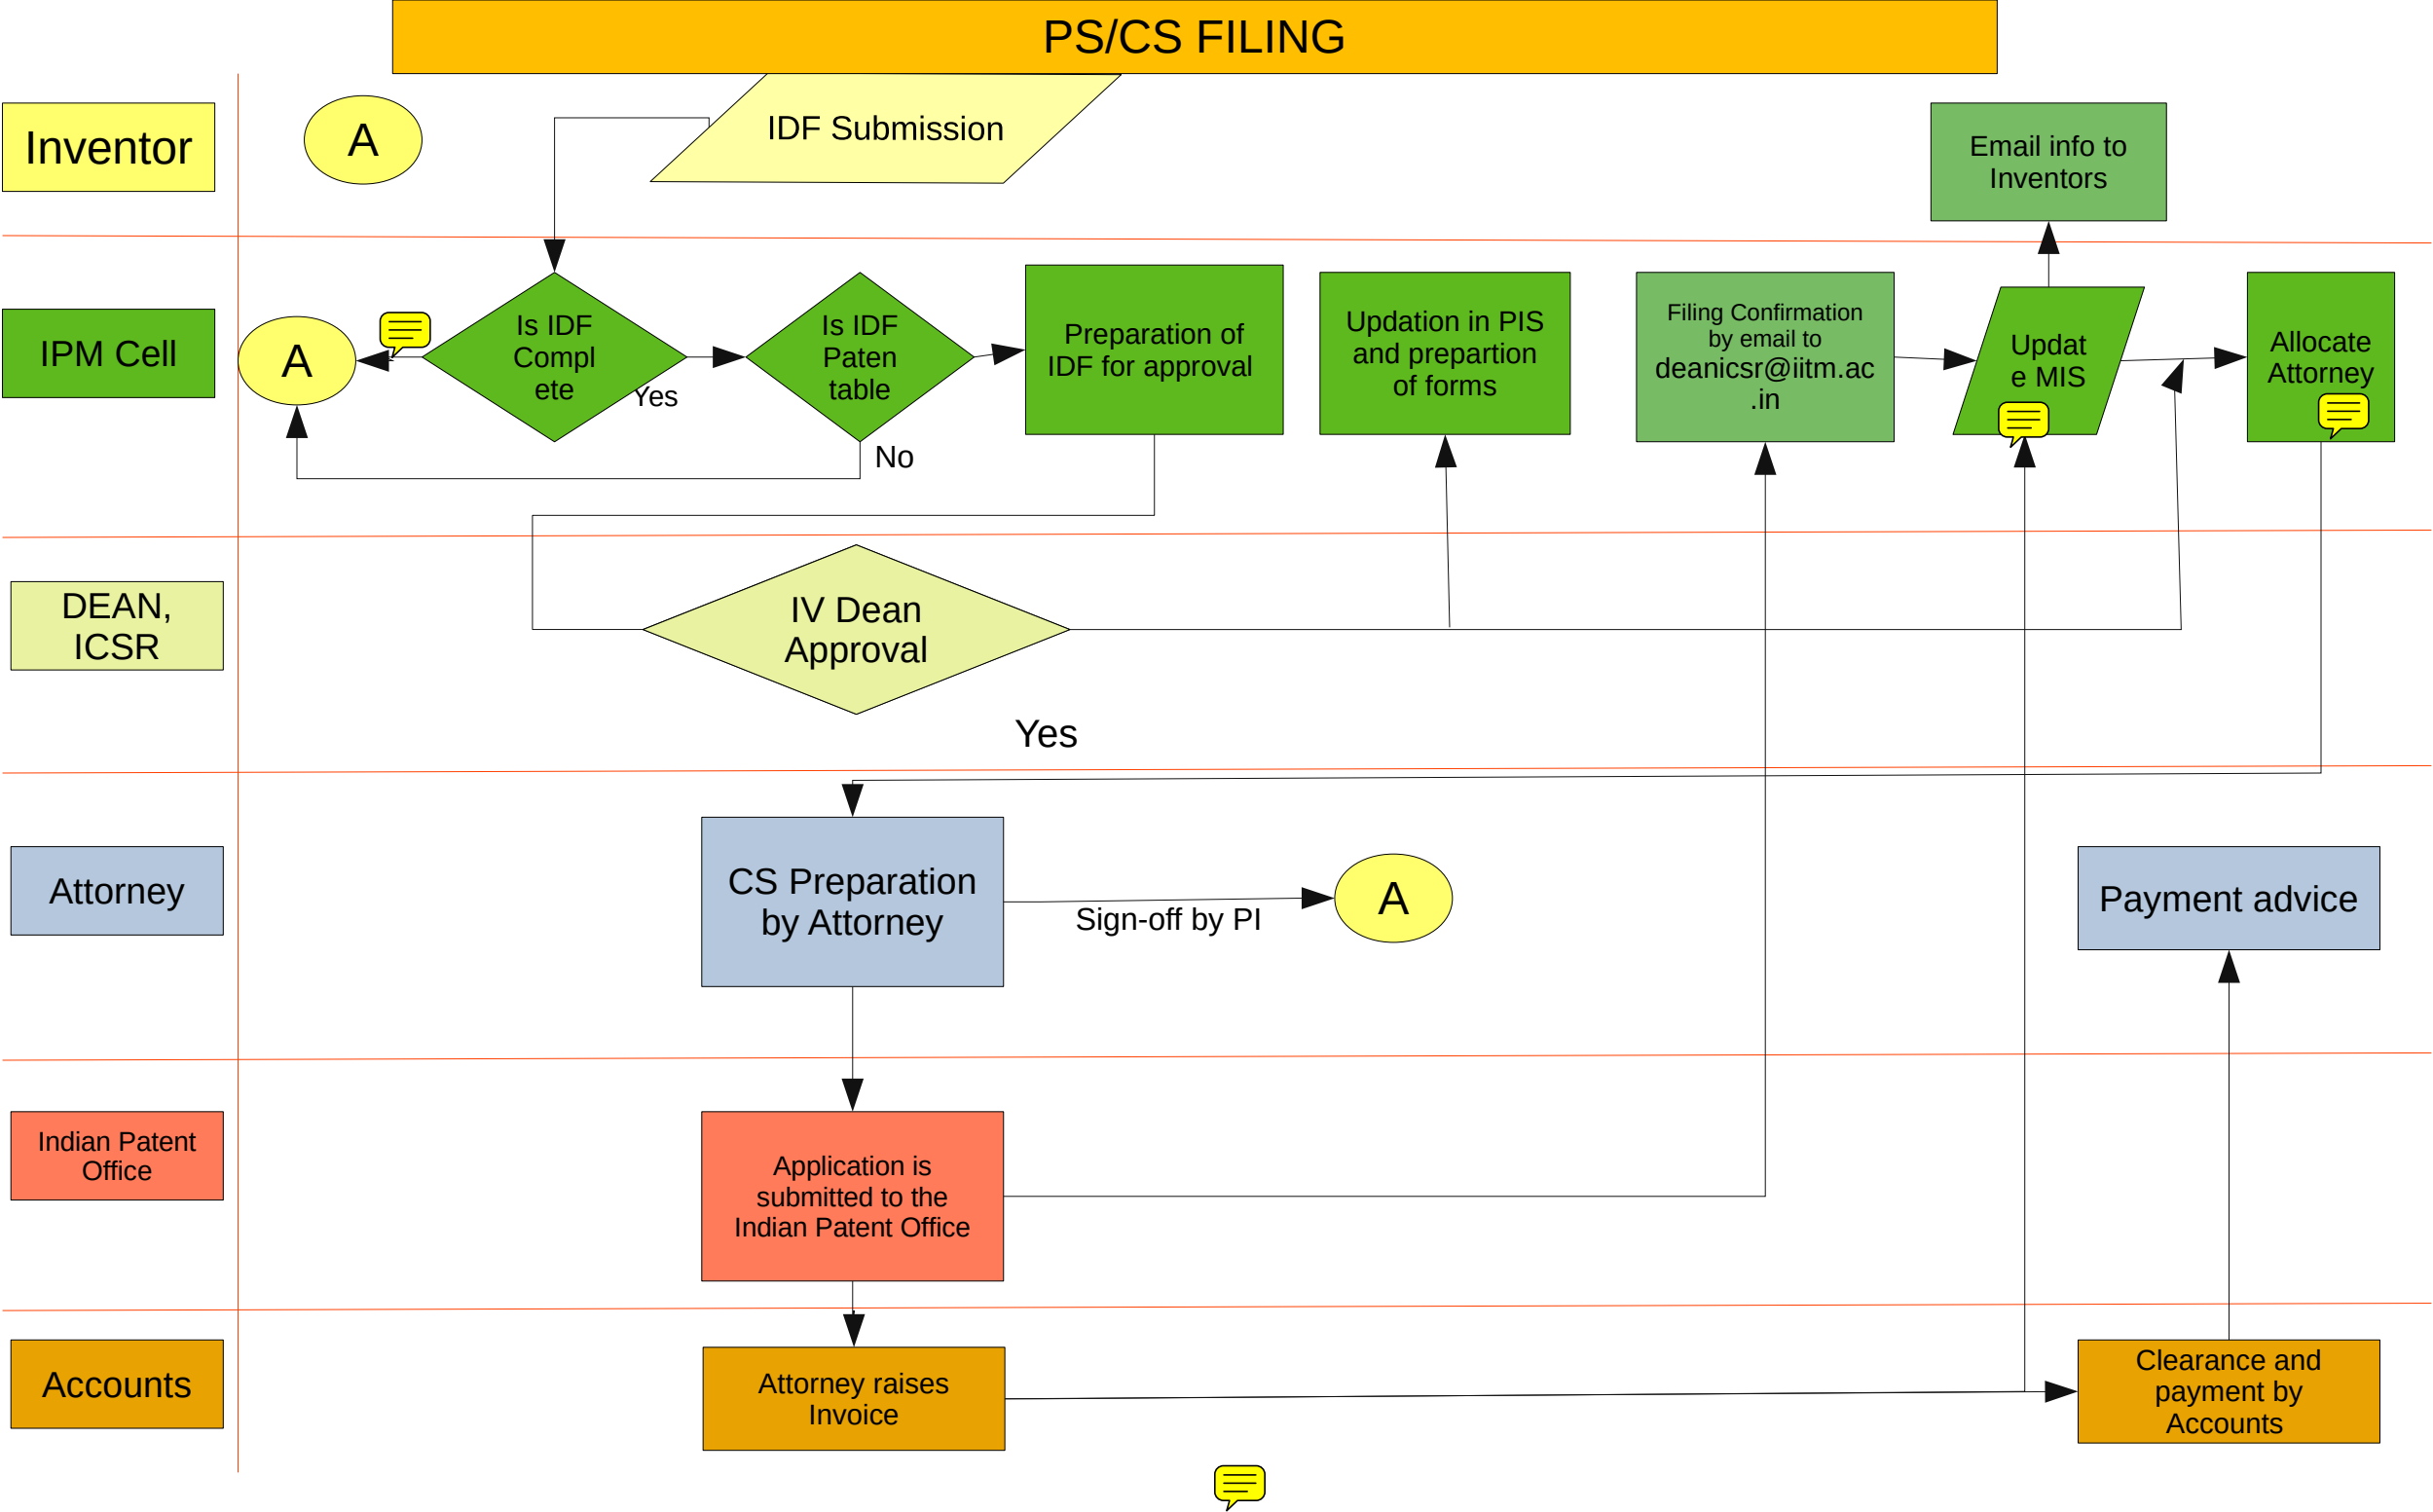 PS/CS FILING
Inventor
A
IDF Submission
Email info to
Inventors
IPM Cell
A
Is IDF
Compl
ete
Yes
Is IDF
Paten
table
No
Preparation of
IDF for approval
Updation in PIS
and prepartion
of forms
Filing Confirmation
by email to
deanicsr@iitm.ac
.in
Updat
e MIS
Allocate
Attorney
DEAN,
ICSR
IV Dean
Approval
Yes
Attorney
CS Preparation
by Attorney
Sign-off by PI
A
Payment advice
Indian Patent
Office
Application is
submitted to the
Indian Patent Office
Accounts
Attorney raises
Invoice
Clearance and
payment by
Accounts